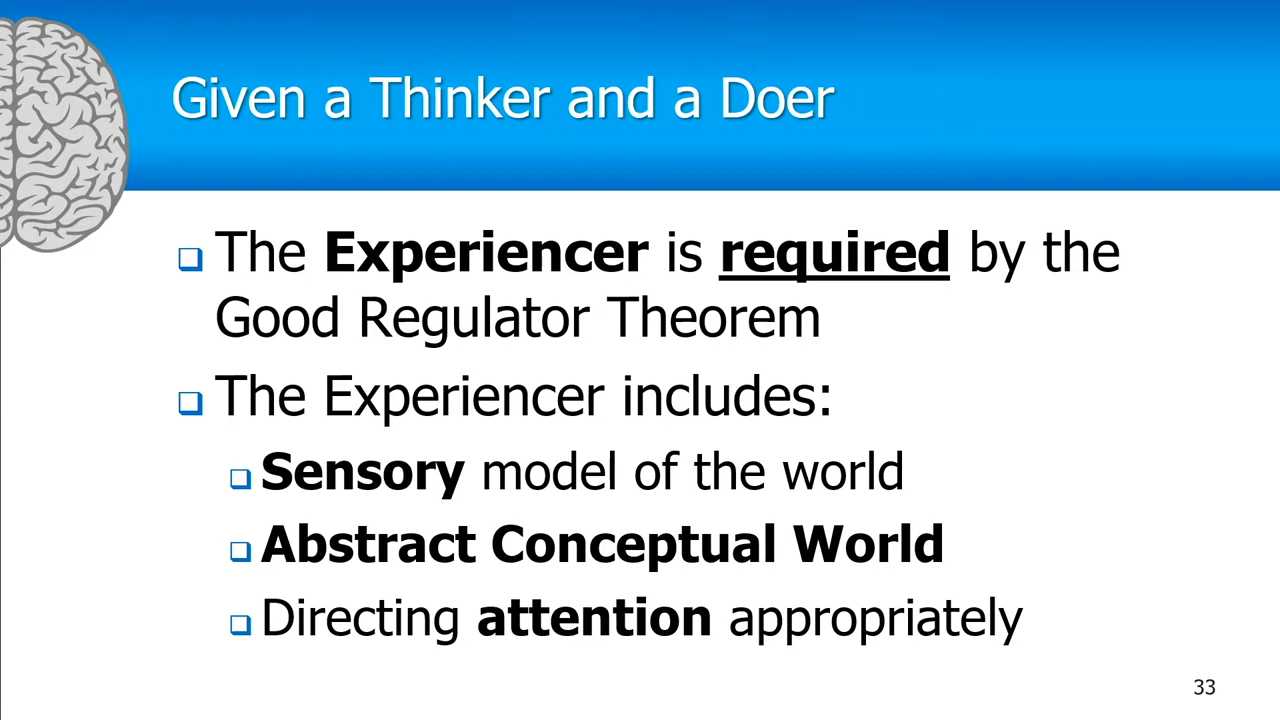 Given a Thinker and a Doer
The Experiencer is required by the
Good Regulator Theorem
The Experiencer includes:
Sensory model of the world
Abstract Conceptual World
Directing attention appropriately
33